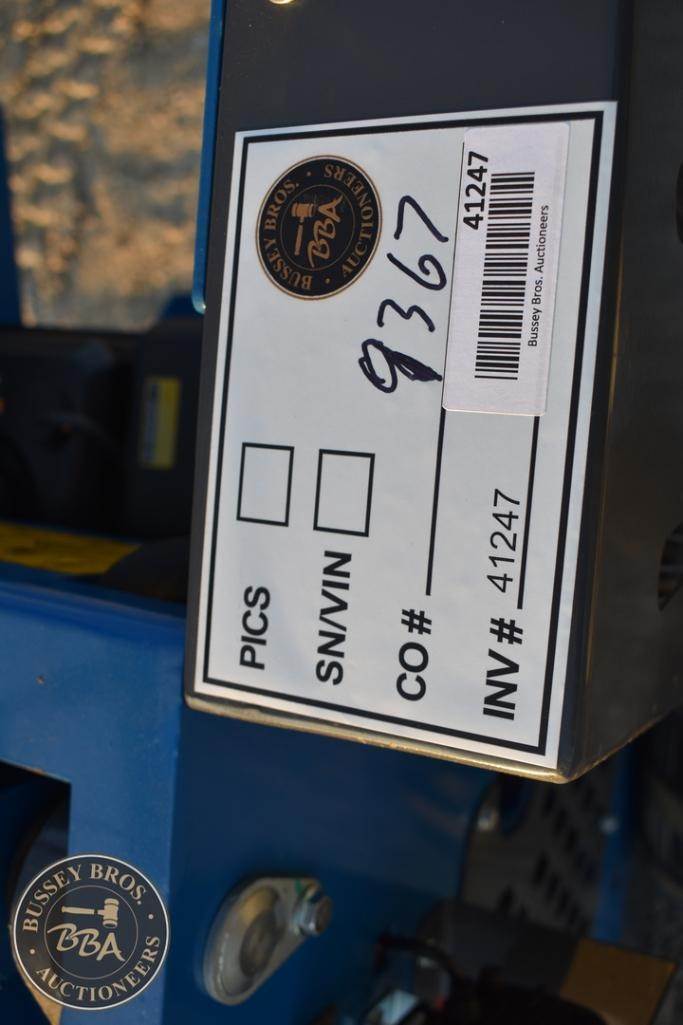 BUSSEY BROS.
BBA
AUCTIONEERS
PICS
SN/VIN
CO# 9367
INV# 41247
41247
Bussey Bros. Auctioneers
BUSSEY BROS.
BBA
AUCTIONEERS